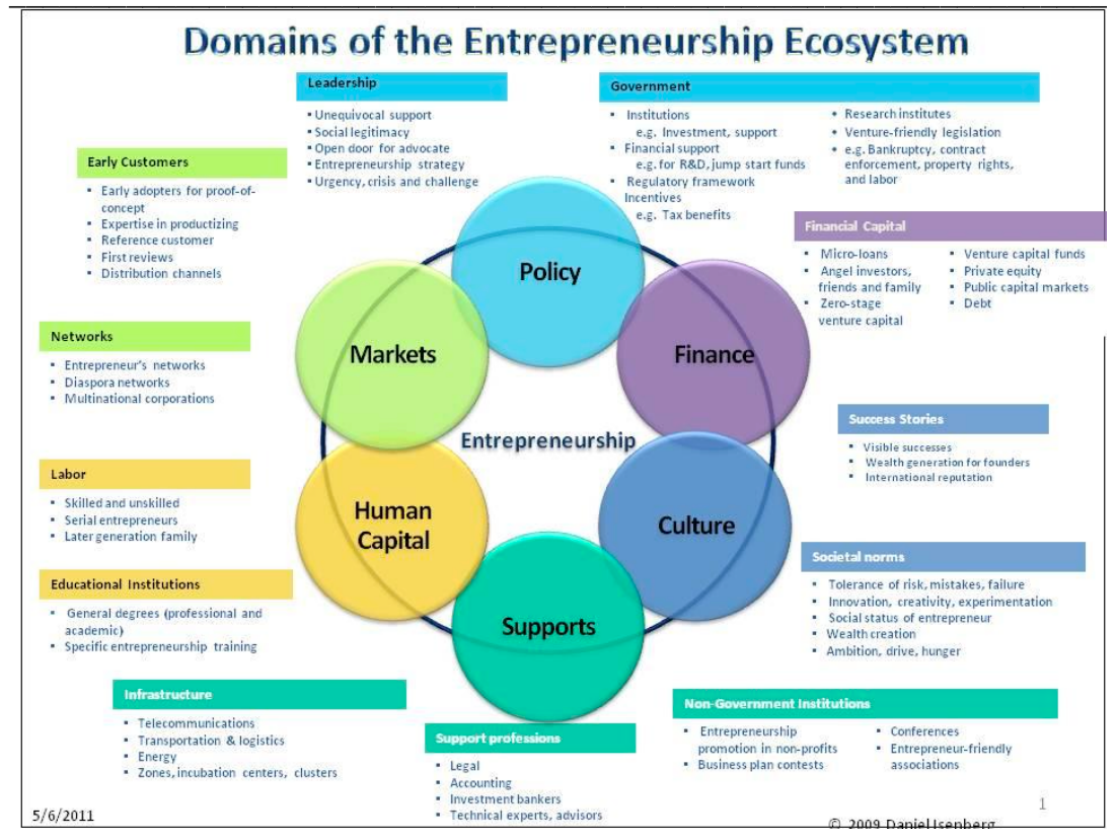 Domains of the Entrepreneurship Ecosystem
Leadership
▪ Unequivocal support
▪ Social legitimacy
▪ Open door for advocate
▪ Entrepreneurship strategy
▪ Urgency, crisis and challenge
Government
▪ Institutions
e.g. Investment, support
▪ Financial support
e.g. for R&D, jump start funds
▪ Regulatory framework
Incentives
e.g. Tax benefits
• Research institutes
• Venture-friendly legislation
• e.g. Bankruptcy, contract
enforcement, property rights,
and labor
Early Customers
▪ Early adopters for proof-of-
concept
▪ Expertise in productizing
▪ Reference customer
▪ First reviews
▪ Distribution channels
Financial Capital
▪ Micro-loans
▪ Angel investors,
friends and family
▪ Zero-stage
venture capital
▪ Venture capital funds
▪ Private equity
▪ Public capital markets
▪ Debt
Networks
▪ Entrepreneur's networks
▪ Diaspora networks
▪ Multinational corporations
Policy
Markets
Finance
Entrepreneurship
Human
Capital
Culture
Supports
Success Stories
▪ Visible successes
▪ Wealth generation for founders
▪ International reputation
Labor
▪ Skilled and unskilled
▪ Serial entrepreneurs
▪ Later generation family
Societal norms
▪ Tolerance of risk, mistakes, failure
▪ Innovation, creativity, experimentation
▪ Social status of entrepreneur
▪ Wealth creation
▪ Ambition, drive, hunger
Educational Institutions
▪ General degrees (professional and
academic)
▪ Specific entrepreneurship training
Infrastructure
▪ Telecommunications
▪ Transportation & logistics
▪ Energy
▪ Zones, incubation centers, clusters
Support professions
▪ Legal
▪ Accounting
▪ Investment bankers
▪ Technical experts, advisors
Non-Government Institutions
▪ Entrepreneurship
promotion in non-profits
▪ Business plan contests
▪ Conferences
▪ Entrepreneur-friendly
associations
5/6/2011
1
© 2009 Daniel Isenberg